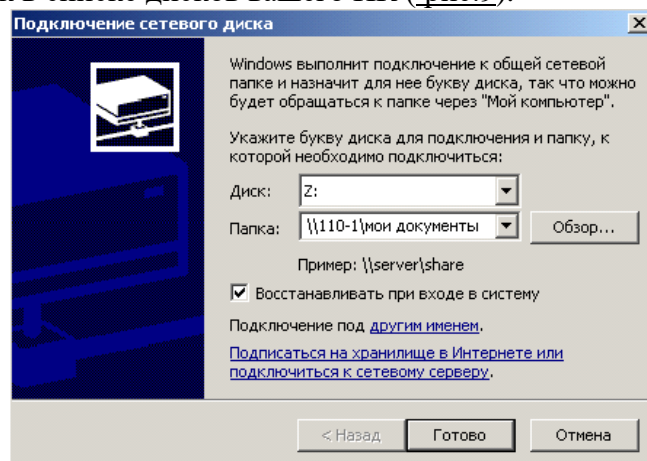 Подключение сетевого диска
Windows выполнит подключение к общей сетевой
папке и назначит для нее букву диска, так что можно
будет обращаться к папке через "Мой компьютер".
Укажите букву диска для подключения и папку, к
которой необходимо подключиться:
Диск: Z:
Папка: \\110-1\мои документы Обзор...
Пример: \\server\share
Восстанавливать при входе в систему
Подключение под другим именем.
Подписаться на хранилище в Интернете или
подключиться к сетевому серверу.
< Назад Готово Отмена